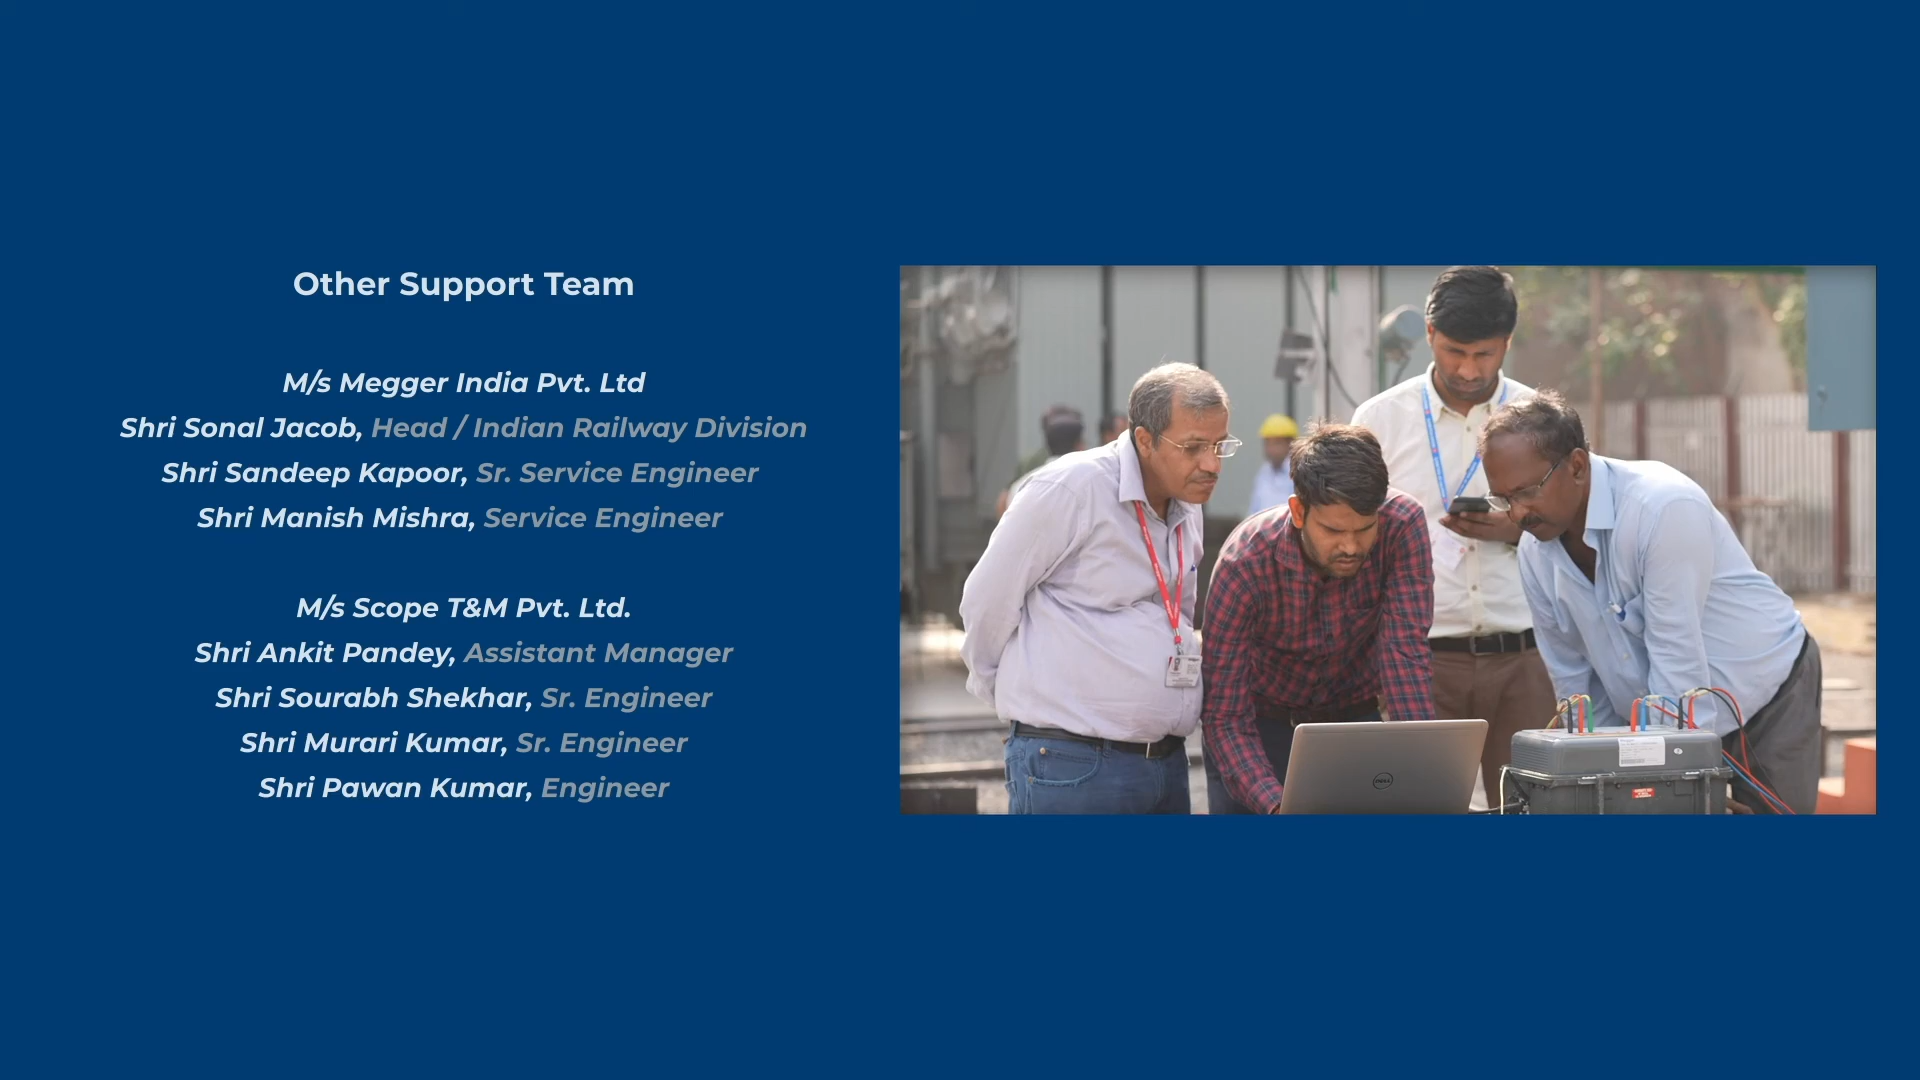 Other Support Team
M/s Megger India Pvt. Ltd
Shri Sonal Jacob, Head / Indian Railway Division
Shri Sandeep Kapoor, Sr. Service Engineer
Shri Manish Mishra, Service Engineer
M/s Scope T&M Pvt. Ltd.
Shri Ankit Pandey, Assistant Manager
Shri Sourabh Shekhar, Sr. Engineer
Shri Murari Kumar, Sr. Engineer
Shri Pawan Kumar, Engineer
DELL